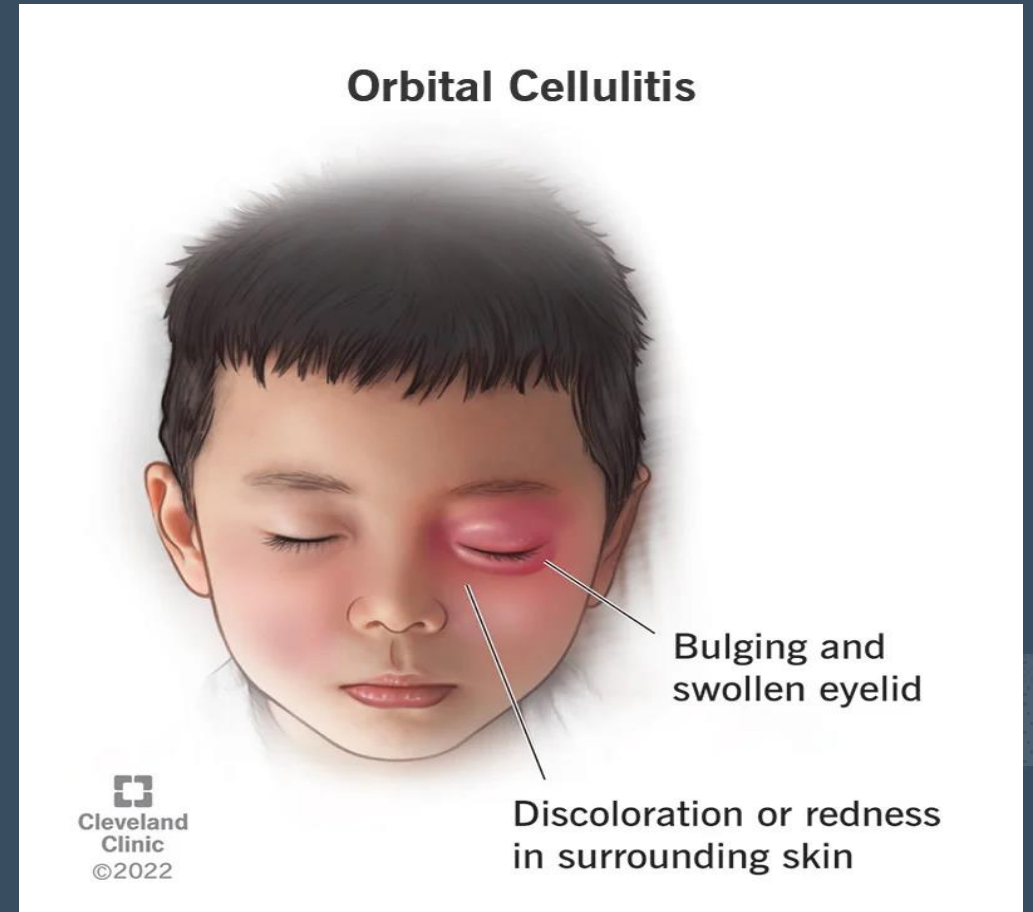 Orbital Cellulitis
Bulging and
swollen eyelid
Discoloration or redness
in surrounding skin
Cleveland
Clinic
©2022